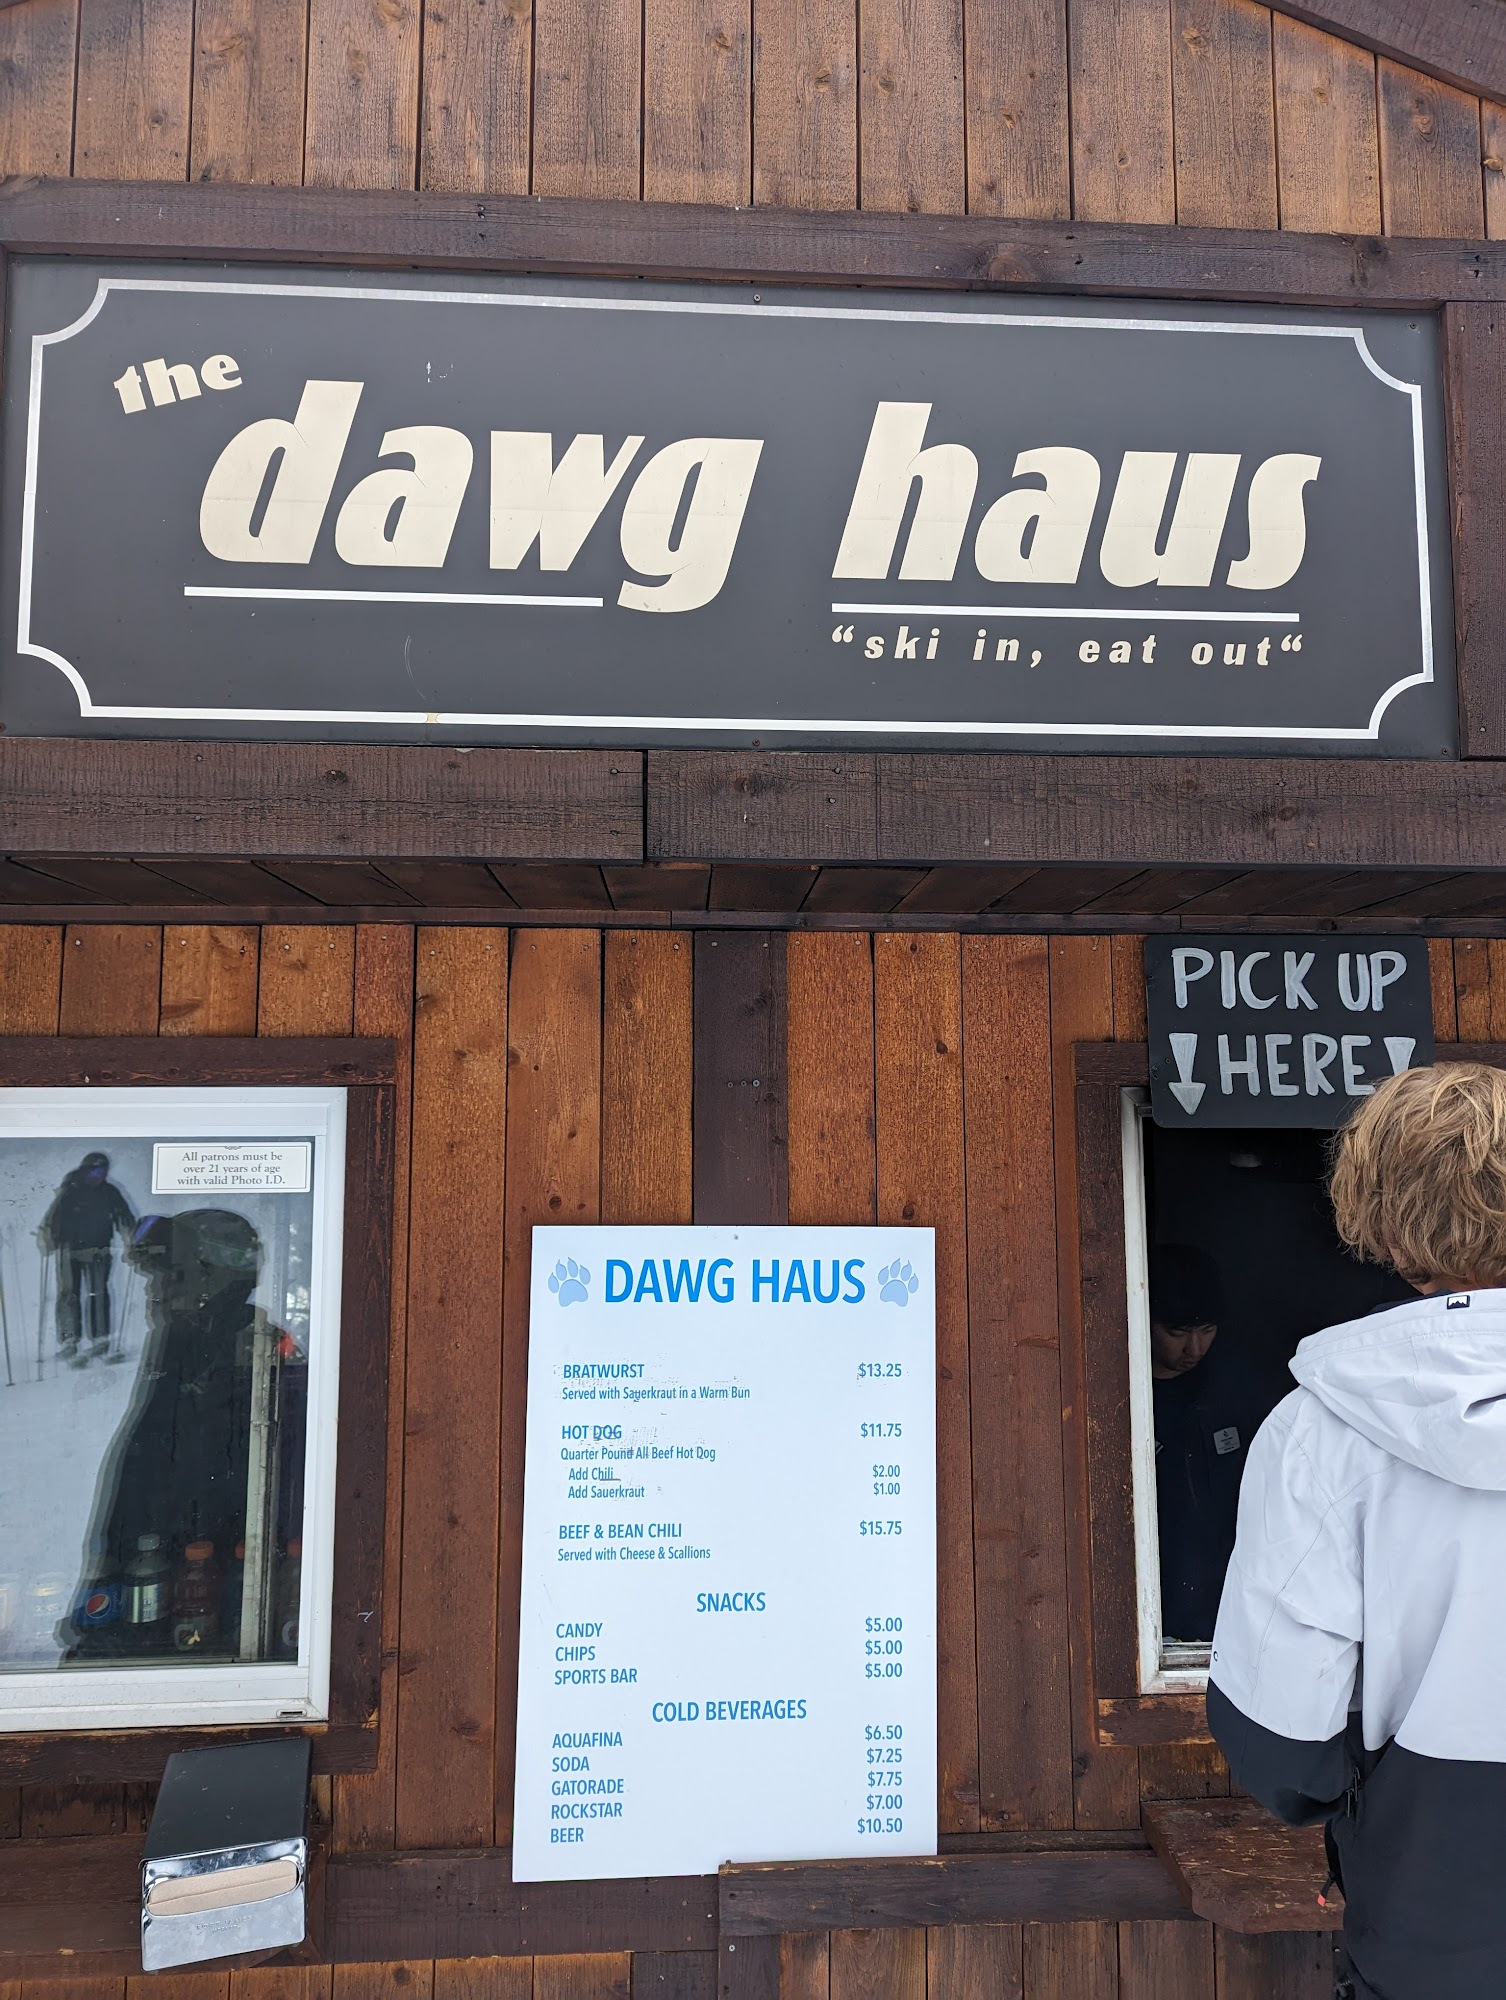 the
dawg haus
“ski in, eat out“
PICK UP
HERE
All patrons must be
over 21 years of age
with valid Photo I.D.
DAWG HAUS
BRATWURST $13.25
Served with Sauerkraut in a Warm Bun
HOT DOG $11.75
Quarter Pound All Beef Hot Dog
Add Chili $2.00
Add Sauerkraut $1.00
BEEF & BEAN CHILI $15.75
Served with Cheese & Scallions
SNACKS
CANDY $5.00
CHIPS $5.00
SPORTS BAR $5.00
COLD BEVERAGES
AQUAFINA $6.50
SODA $7.25
GATORADE $7.75
ROCKSTAR $7.00
BEER $10.50